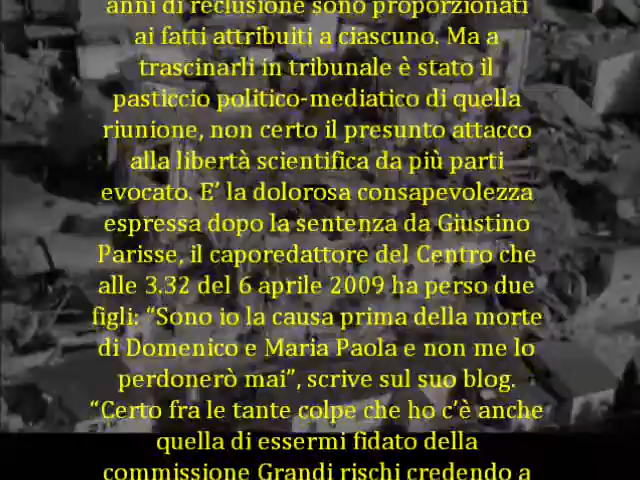 anni di reclusione sono proporzionati
ai fatti attribuiti a ciascuno. Ma a
trascinarli in tribunale è stato il
pasticcio politico-mediatico di quella
riunione, non certo il presunto attacco
alla libertà scientifica da più parti
evocato. E’ la dolorosa consapevolezza
espressa dopo la sentenza da Giustino
Parisse, il caporedattore del Centro che
alle 3.32 del 6 aprile 2009 ha perso due
figli: “Sono io la causa prima della morte
di Domenico e Maria Paola e non me lo
perdonerò mai”, scrive sul suo blog.
“Certo fra le tante colpe che ho c’è anche
quella di essermi fidato della
commissione Grandi rischi credendo a